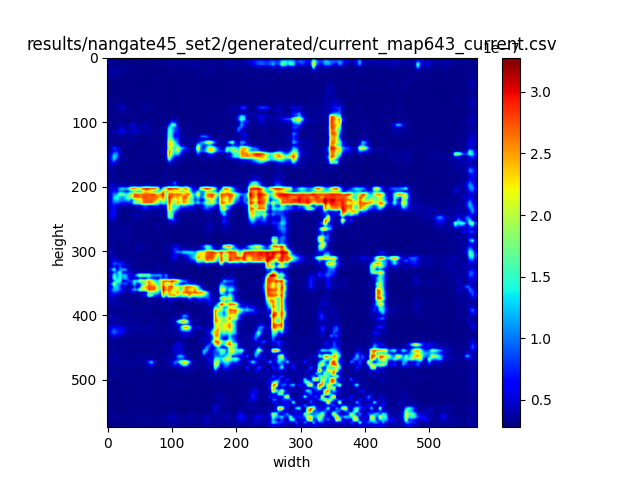 results/nangate45_set2/generated/current_map643_current.csv
1e−7
0
100
200
300
400
500
height
0 100 200 300 400 500
width
3.0
2.5
2.0
1.5
1.0
0.5